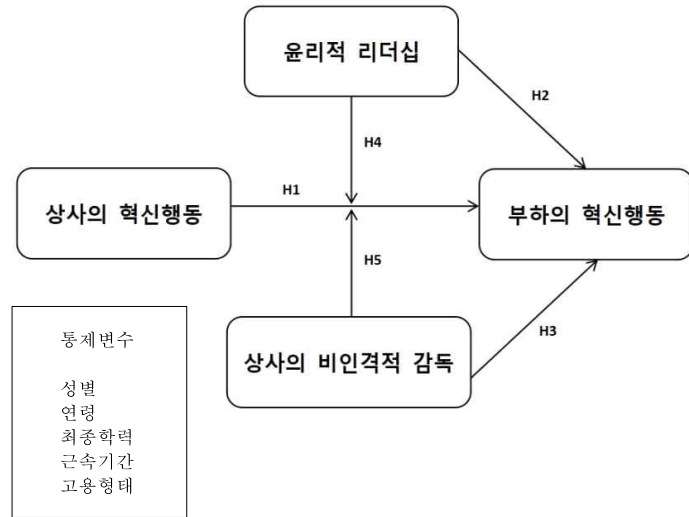 윤리적 리더십
H2
H4
H1
상사의 혁신행동
부하의 혁신행동
H5
상사의 비인격적 감독
H3
통제변수
성별
연령
최종학력
근속기간
고용형태